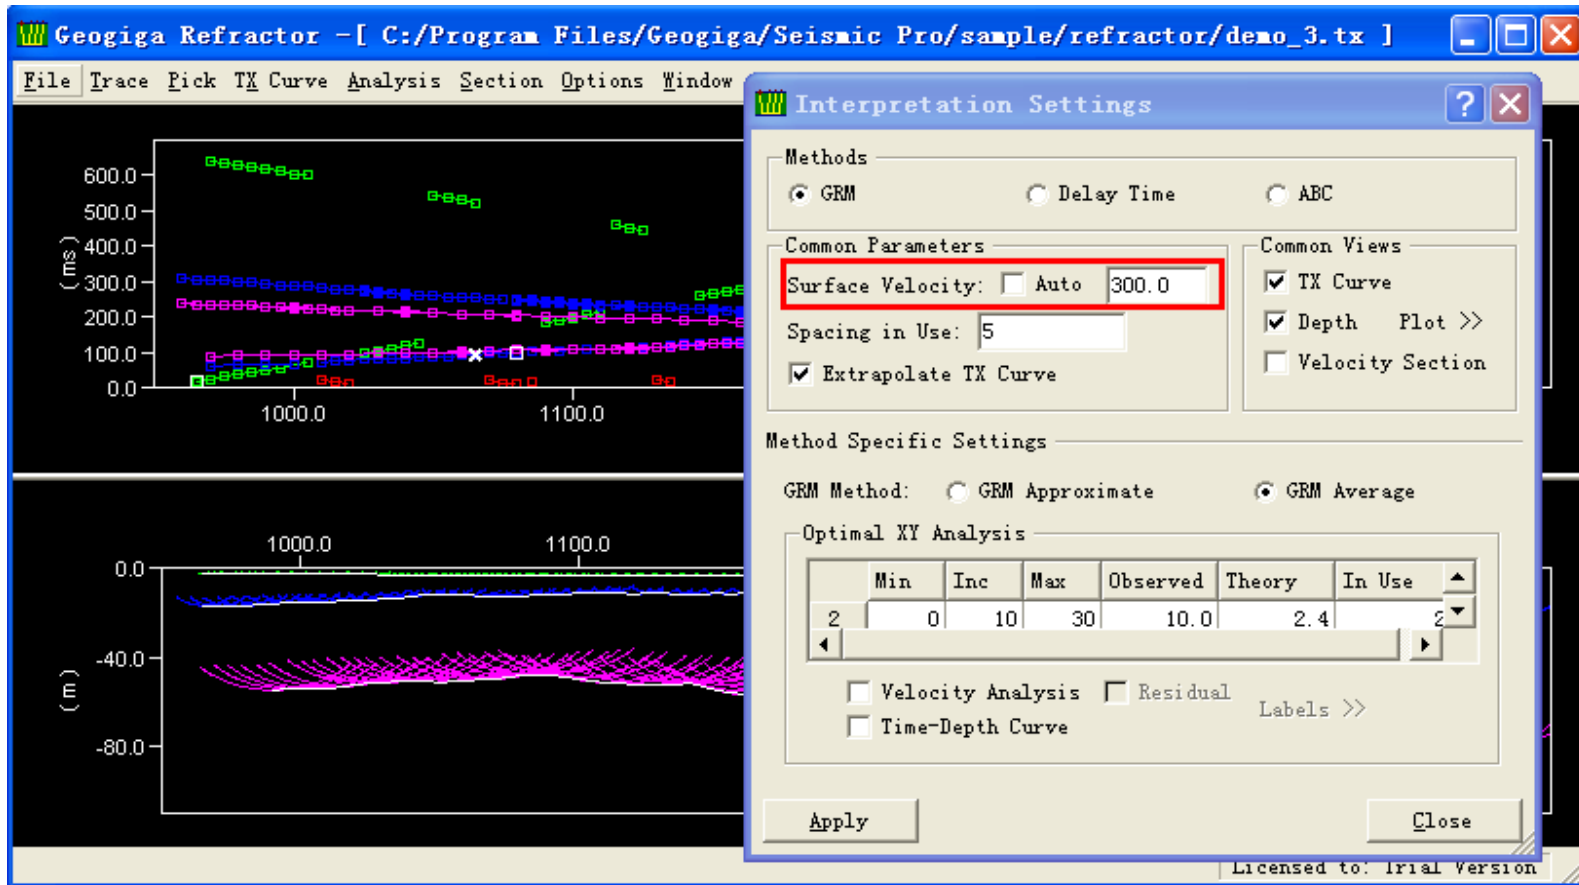 Geogiga Refractor -[ C:/Program Files/Geogiga/Seismic Pro/sample/refractor/demo_3.tx ]
File Trace Pick TX Curve Analysis Section Options Window
Interpretation Settings
Methods
GRM Delay Time ABC
Common Parameters
Surface Velocity: Auto 300.0
Spacing in Use: 5
Extrapolate TX Curve
Common Views
TX Curve
Depth Plot >>
Velocity Section
Method Specific Settings
GRM Method: GRM Approximate GRM Average
Optimal XY Analysis
Min Inc Max Observed Theory In Use
2 0 10 30 10.0 2.4 2
Velocity Analysis Residual
Labels >>
Time-Depth Curve
Apply Close
600.0
500.0
400.0
300.0
200.0
100.0
0.0
(ms)
1000.0 1100.0
1000.0 1100.0
0.0
-40.0
-80.0
(m)
Licensed to: Trial Version